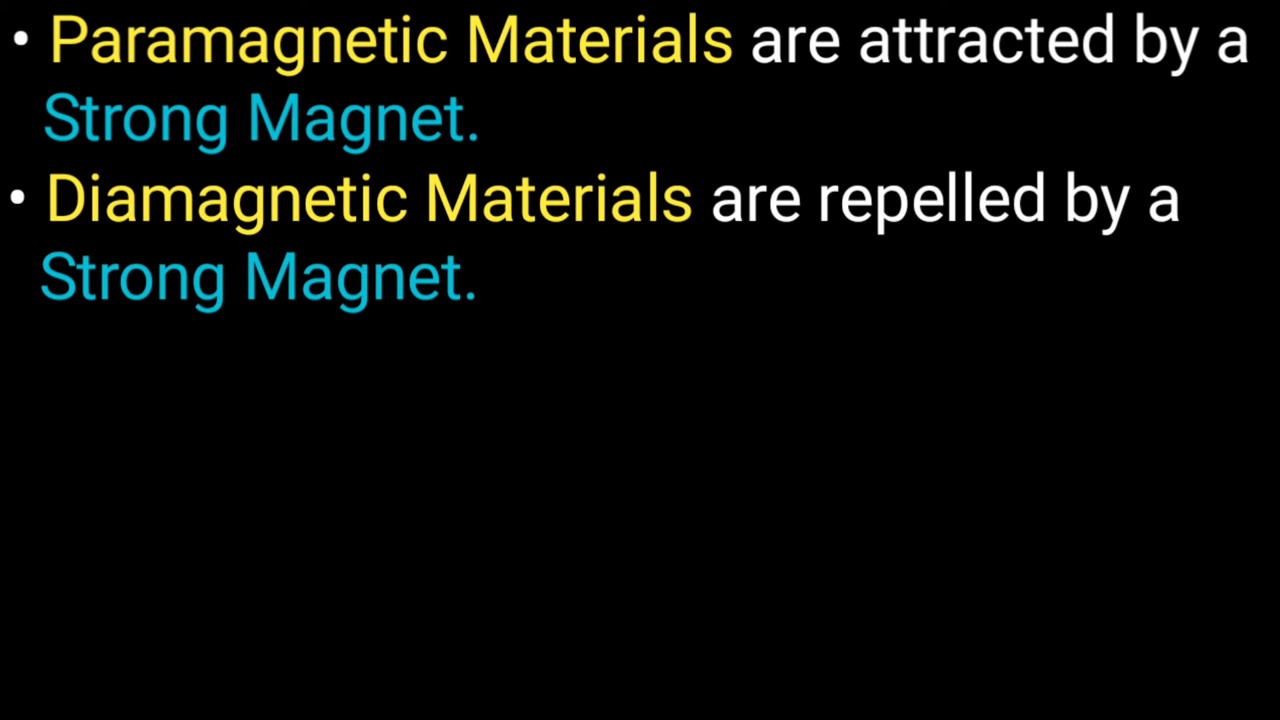 • Paramagnetic Materials are attracted by a
Strong Magnet.
• Diamagnetic Materials are repelled by a
Strong Magnet.